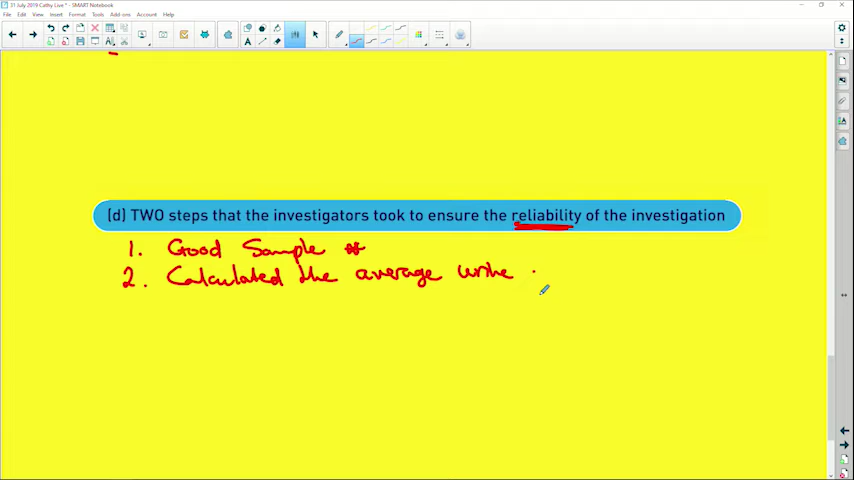 31 July 2019 Cathy Live * - SMART Notebook
File Edit View Insert Format Tools Add-ons Account Help
(d) TWO steps that the investigators took to ensure the reliability of the investigation
1. Good Sample #
2. Calculated the average urine